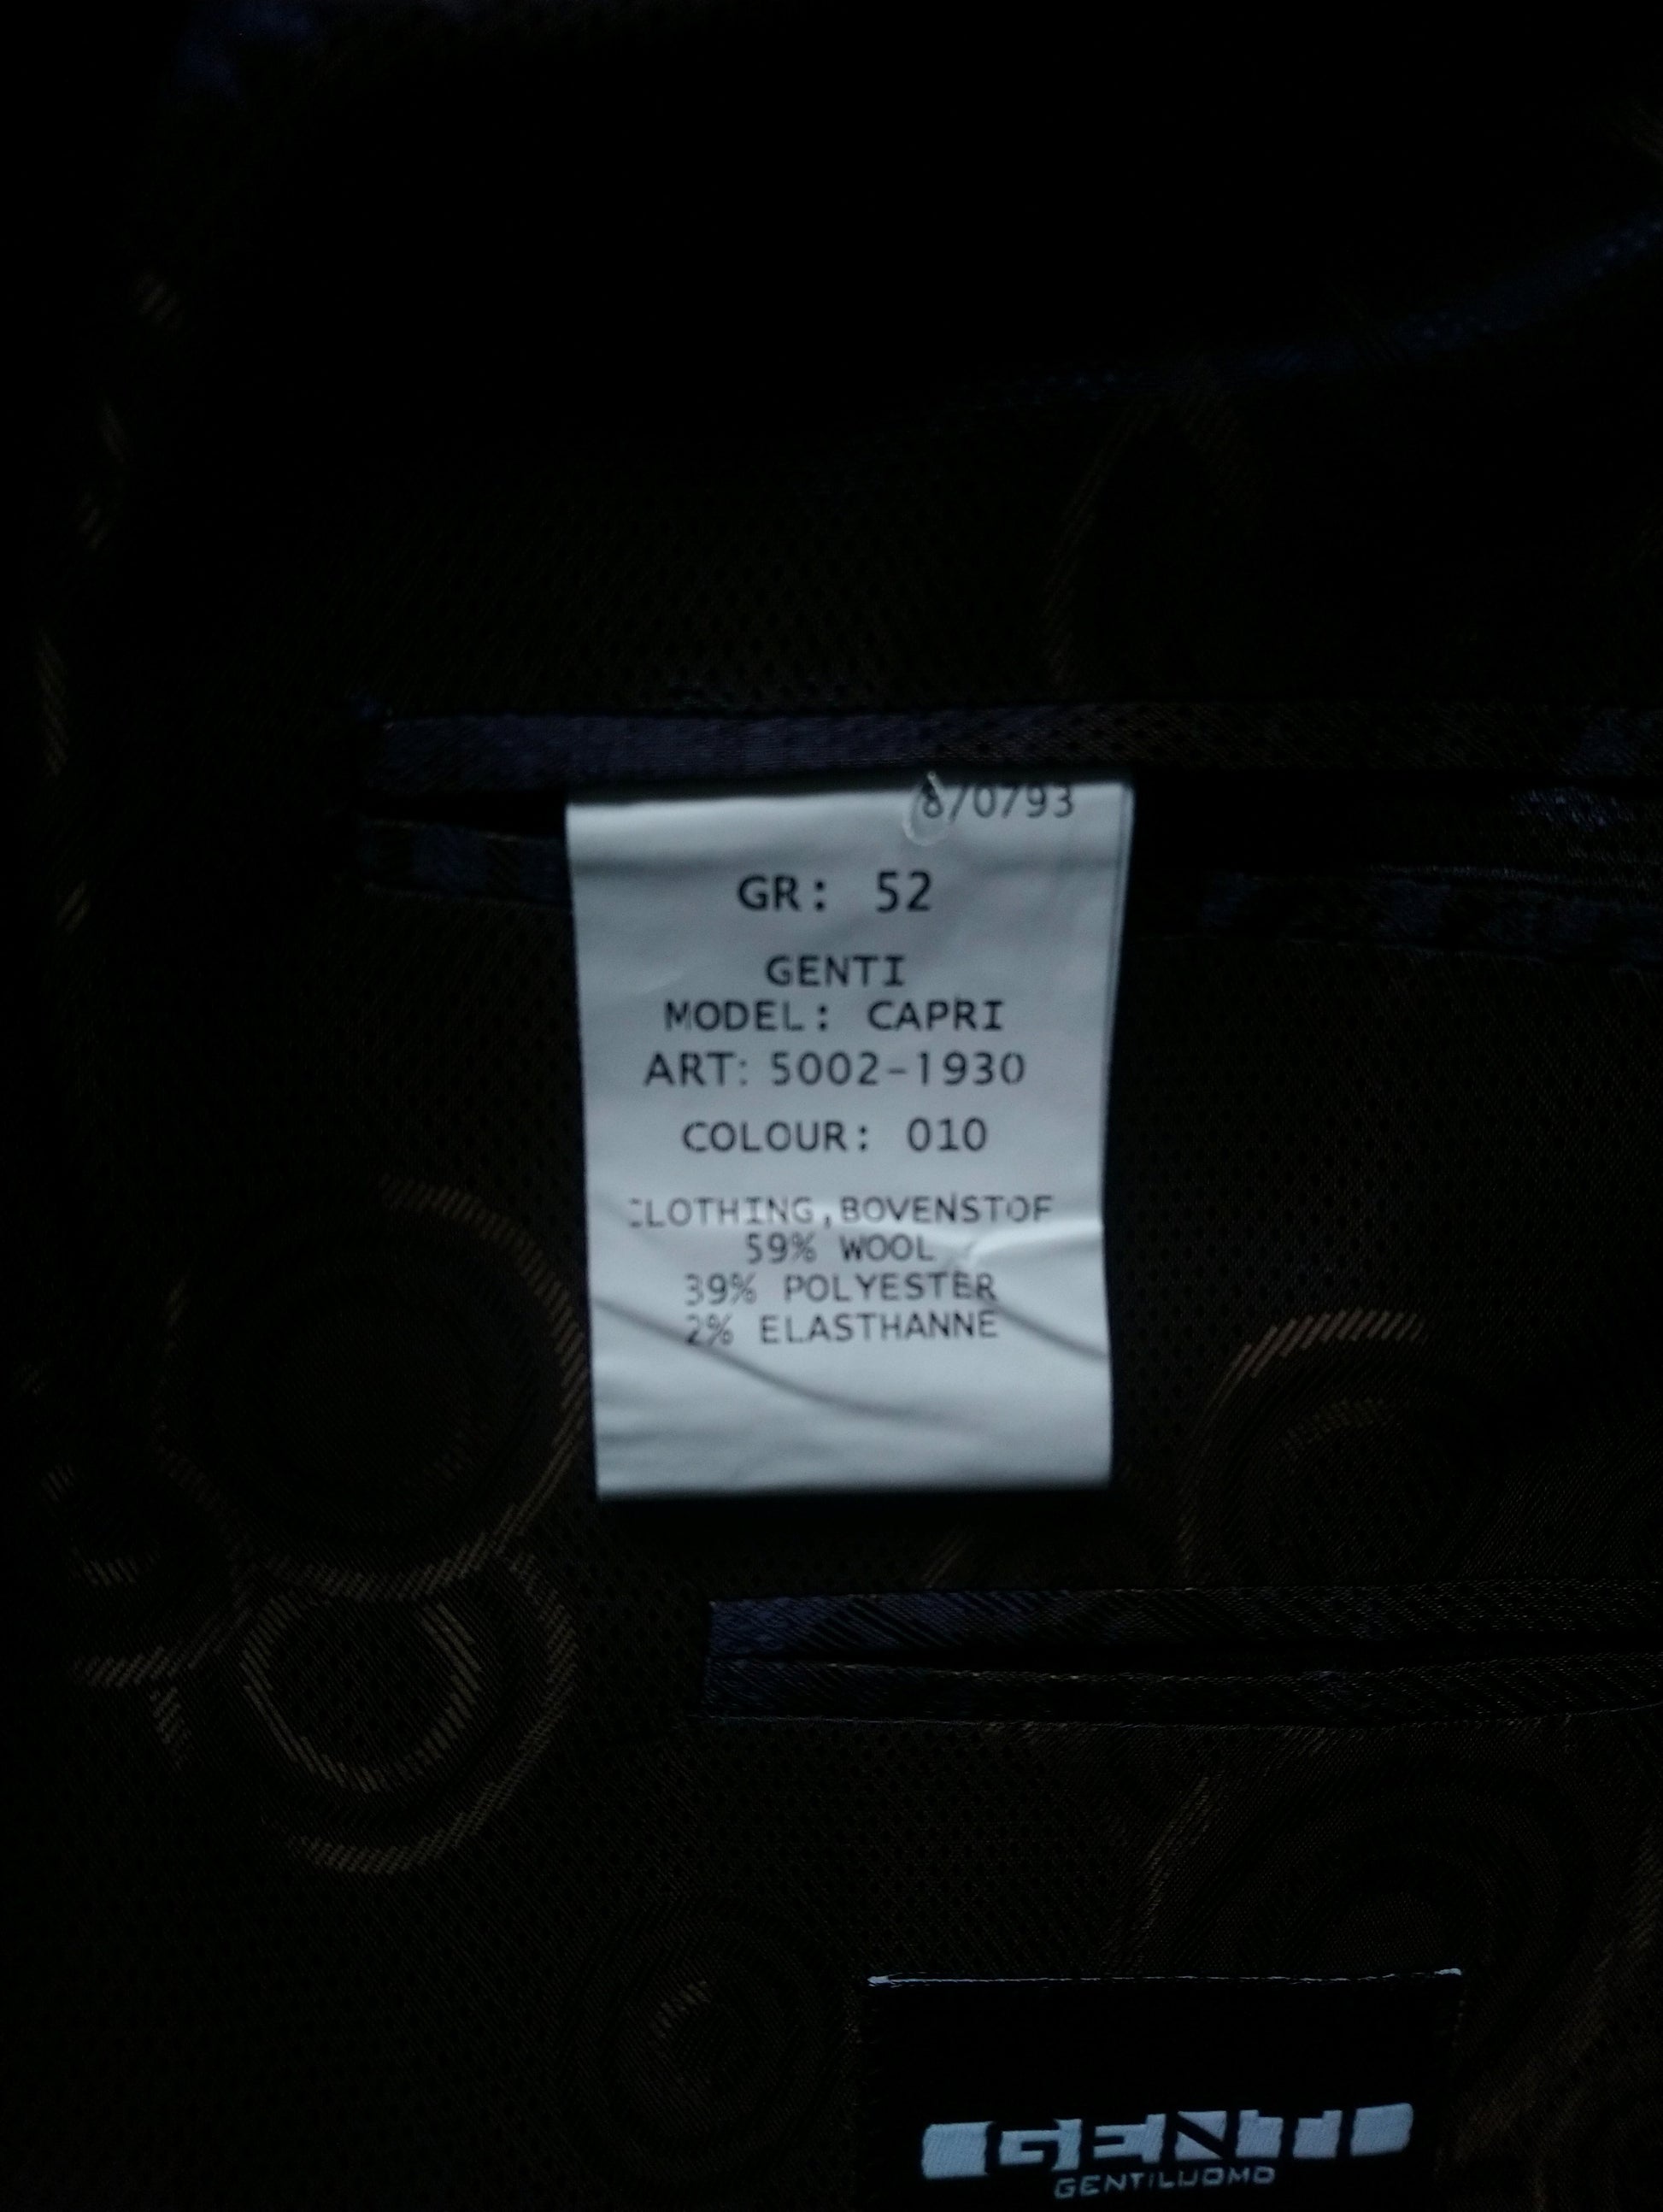 8/0793
GR: 52
GENTI
MODEL: CAPRI
ART: 5002-1930
COLOUR: 010
CLOTHING,BOVENSTOF
59% WOOL
39% POLYESTER
2% ELASTHANNE
GENTI
GENTILUOMO